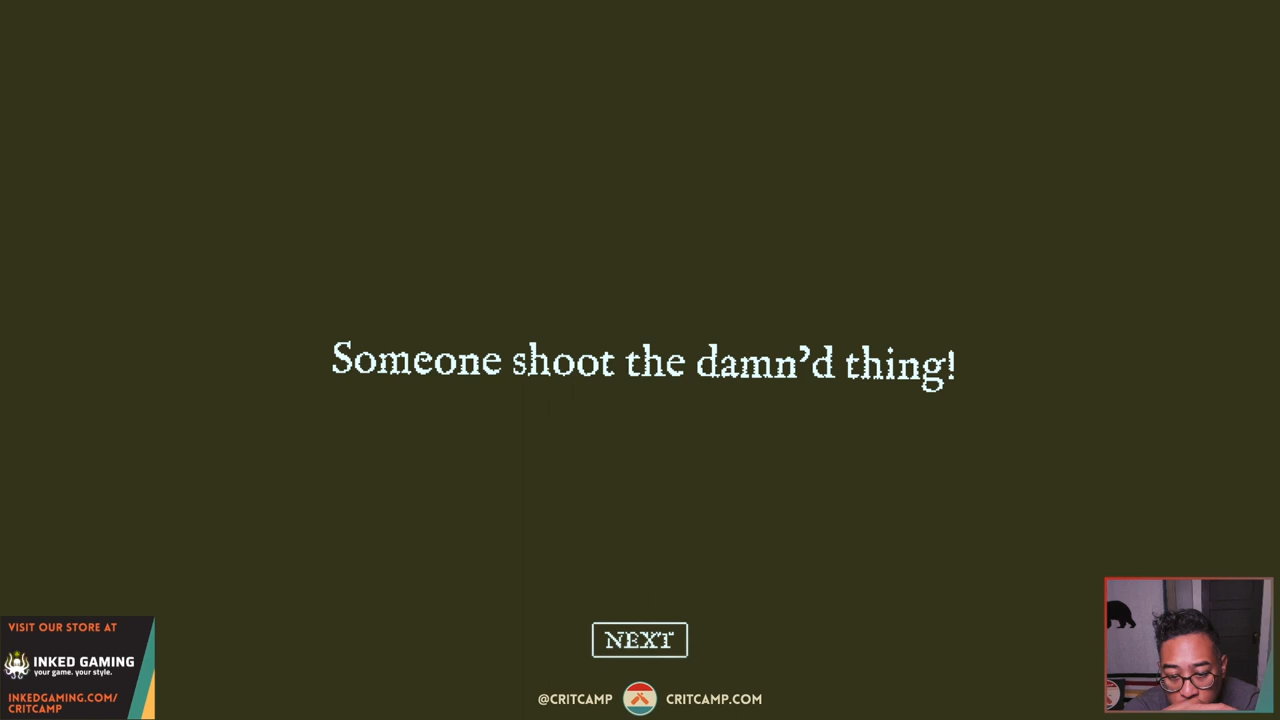 Someone shoot the damn’d thing!
NEXT
VISIT OUR STORE AT
INKED GAMING
your game. your style.
INKEDGAMING.COM/
CRITCAMP
@CRITCAMP
CRITCAMP.COM